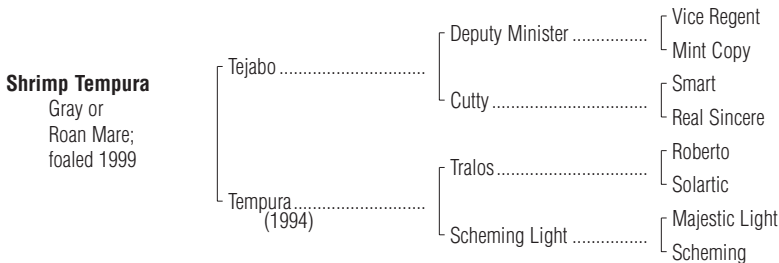 Shrimp Tempura
Gray or
Roan Mare;
foaled 1999
Tejabo
Tempura
(1994)
Deputy Minister
Cutty
Tralos
Scheming Light
Vice Regent
Mint Copy
Smart
Real Sincere
Roberto
Solartic
Majestic Light
Scheming